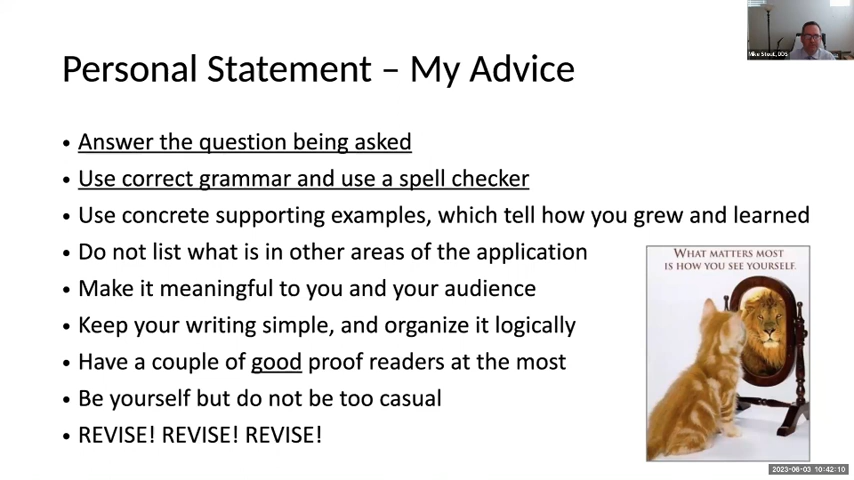 Mike Stout, DDS
Personal Statement – My Advice
• Answer the question being asked
• Use correct grammar and use a spell checker
• Use concrete supporting examples, which tell how you grew and learned
• Do not list what is in other areas of the application
WHAT MATTERS MOST
IS HOW YOU SEE YOURSELF.
• Make it meaningful to you and your audience
• Keep your writing simple, and organize it logically
• Have a couple of good proof readers at the most
• Be yourself but do not be too casual
• REVISE! REVISE! REVISE!
2023-06-03 10:42:10